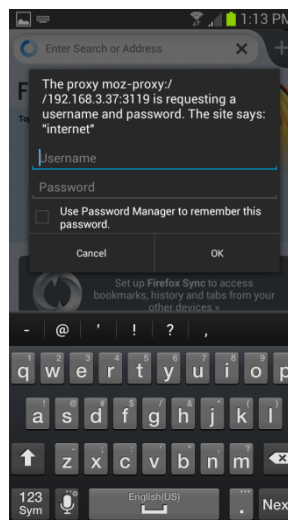 1:13 PM
Enter Search or Address
The proxy moz-proxy:/
/192.168.3.37:3119 is requesting a
username and password. The site says:
"internet"
Username
Password
Use Password Manager to remember this
password.
Cancel OK
Set up Firefox Sync to access
bookmarks, history and tabs from your
other devices »
- @ ' ! ? ,
q w e r t y u i o p
a s d f g h j k l
z x c v b n m
123
Sym
English(US)
.
Next